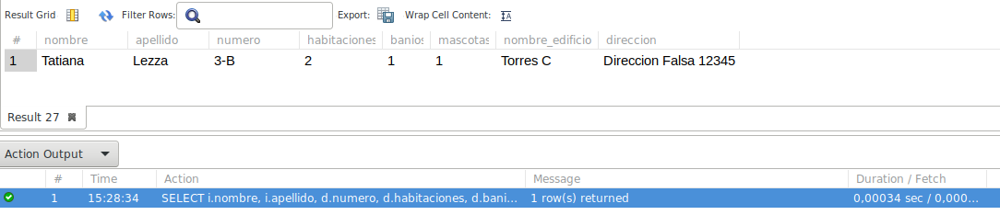 Result Grid Filter Rows: Export: Wrap Cell Content: IA
# nombre apellido numero habitaciones banios mascotas nombre_edificio direccion
1 Tatiana Lezza 3-B 2 1 1 Torres C Direccion Falsa 12345
Result 27
Action Output
# Time Action Message Duration / Fetch
1 15:28:34 SELECT i.nombre, i.apellido, d.numero, d.habitaciones, d.bani... 1 row(s) returned 0,00034 sec / 0,000...